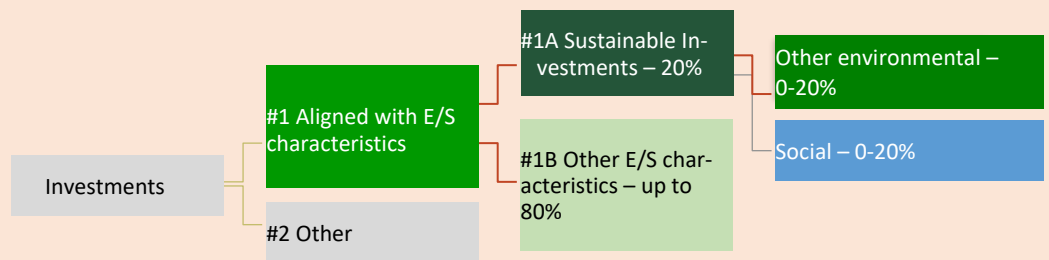 Investments
#1 Aligned with E/S
characteristics
#2 Other
#1A Sustainable In-
vestments – 20%
#1B Other E/S char-
acteristics – up to
80%
Other environmental –
0-20%
Social – 0-20%